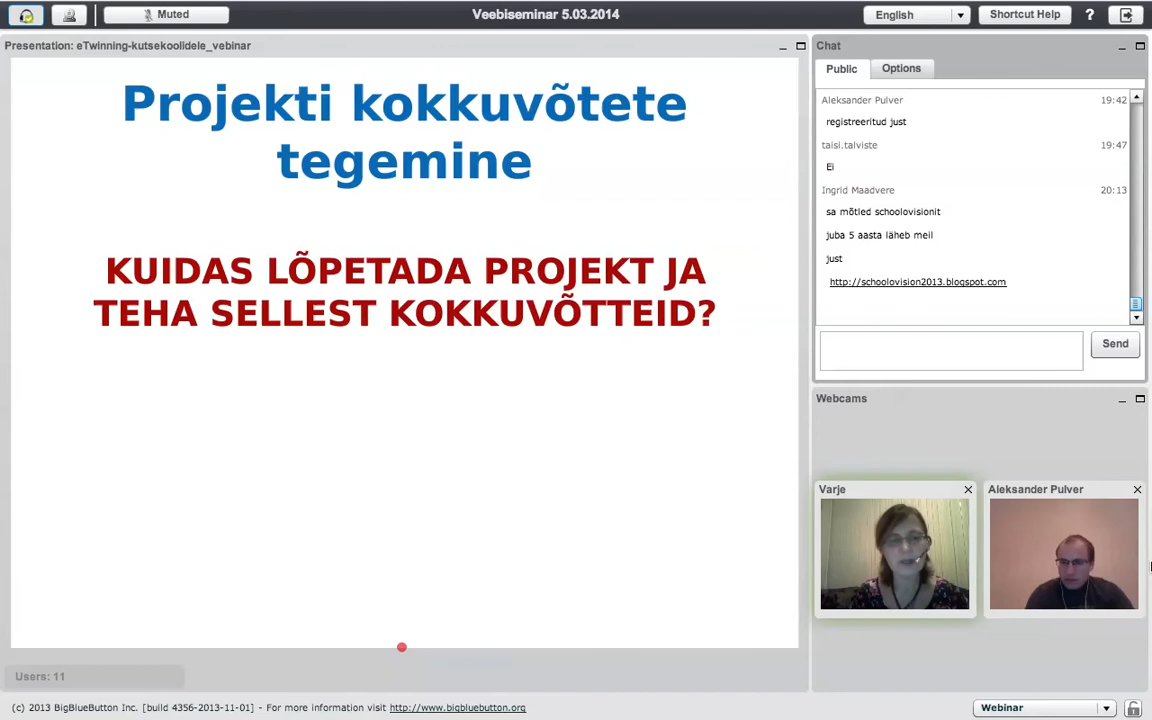 Muted
Veebiseminar 5.03.2014
English
Shortcut Help
?
Presentation: eTwinning-kutsekoolidele_vebinar
Projekti kokkuvõtete
tegemine
KUIDAS LÕPETADA PROJEKT JA
TEHA SELLEST KOKKUVÕTTEID?
Users: 11
Chat
Public
Options
Aleksander Pulver 19:42
registreeritud just
taisi.talviste 19:47
Ei
Ingrid Maadvere 20:13
sa mõtled schoolovisionit
juba 5 aasta läheb meil
just
http://schoolovision2013.blogspot.com
Send
Webcams
Varje
Aleksander Pulver
(c) 2013 BigBlueButton Inc. [build 4356-2013-11-01] - For more information visit http://www.bigbluebutton.org
Webinar